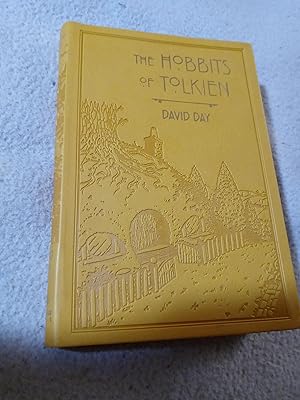 THE HOBBITS
OF TOLKIEN
DAVID DAY